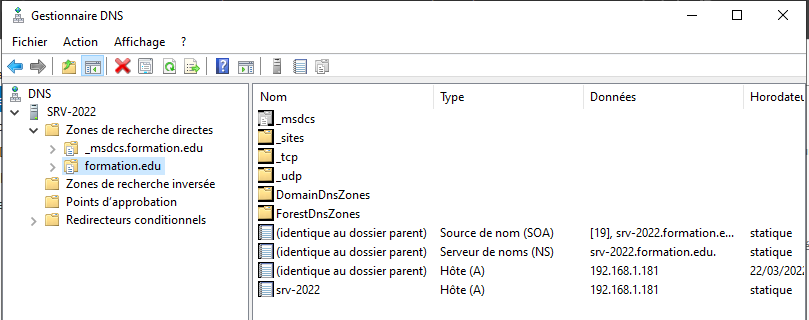 Gestionnaire DNS
Fichier Action Affichage ?
DNS
SRV-2022
Zones de recherche directes
_msdcs.formation.edu
formation.edu
Zones de recherche inversée
Points d'approbation
Redirecteurs conditionnels
Nom Type Données Horodateu
_msdcs
_sites
_tcp
_udp
DomainDnsZones
ForestDnsZones
(identique au dossier parent) Source de nom (SOA) [19], srv-2022.formation.e... statique
(identique au dossier parent) Serveur de noms (NS) srv-2022.formation.edu. statique
(identique au dossier parent) Hôte (A) 192.168.1.181 22/03/202
srv-2022 Hôte (A) 192.168.1.181 statique